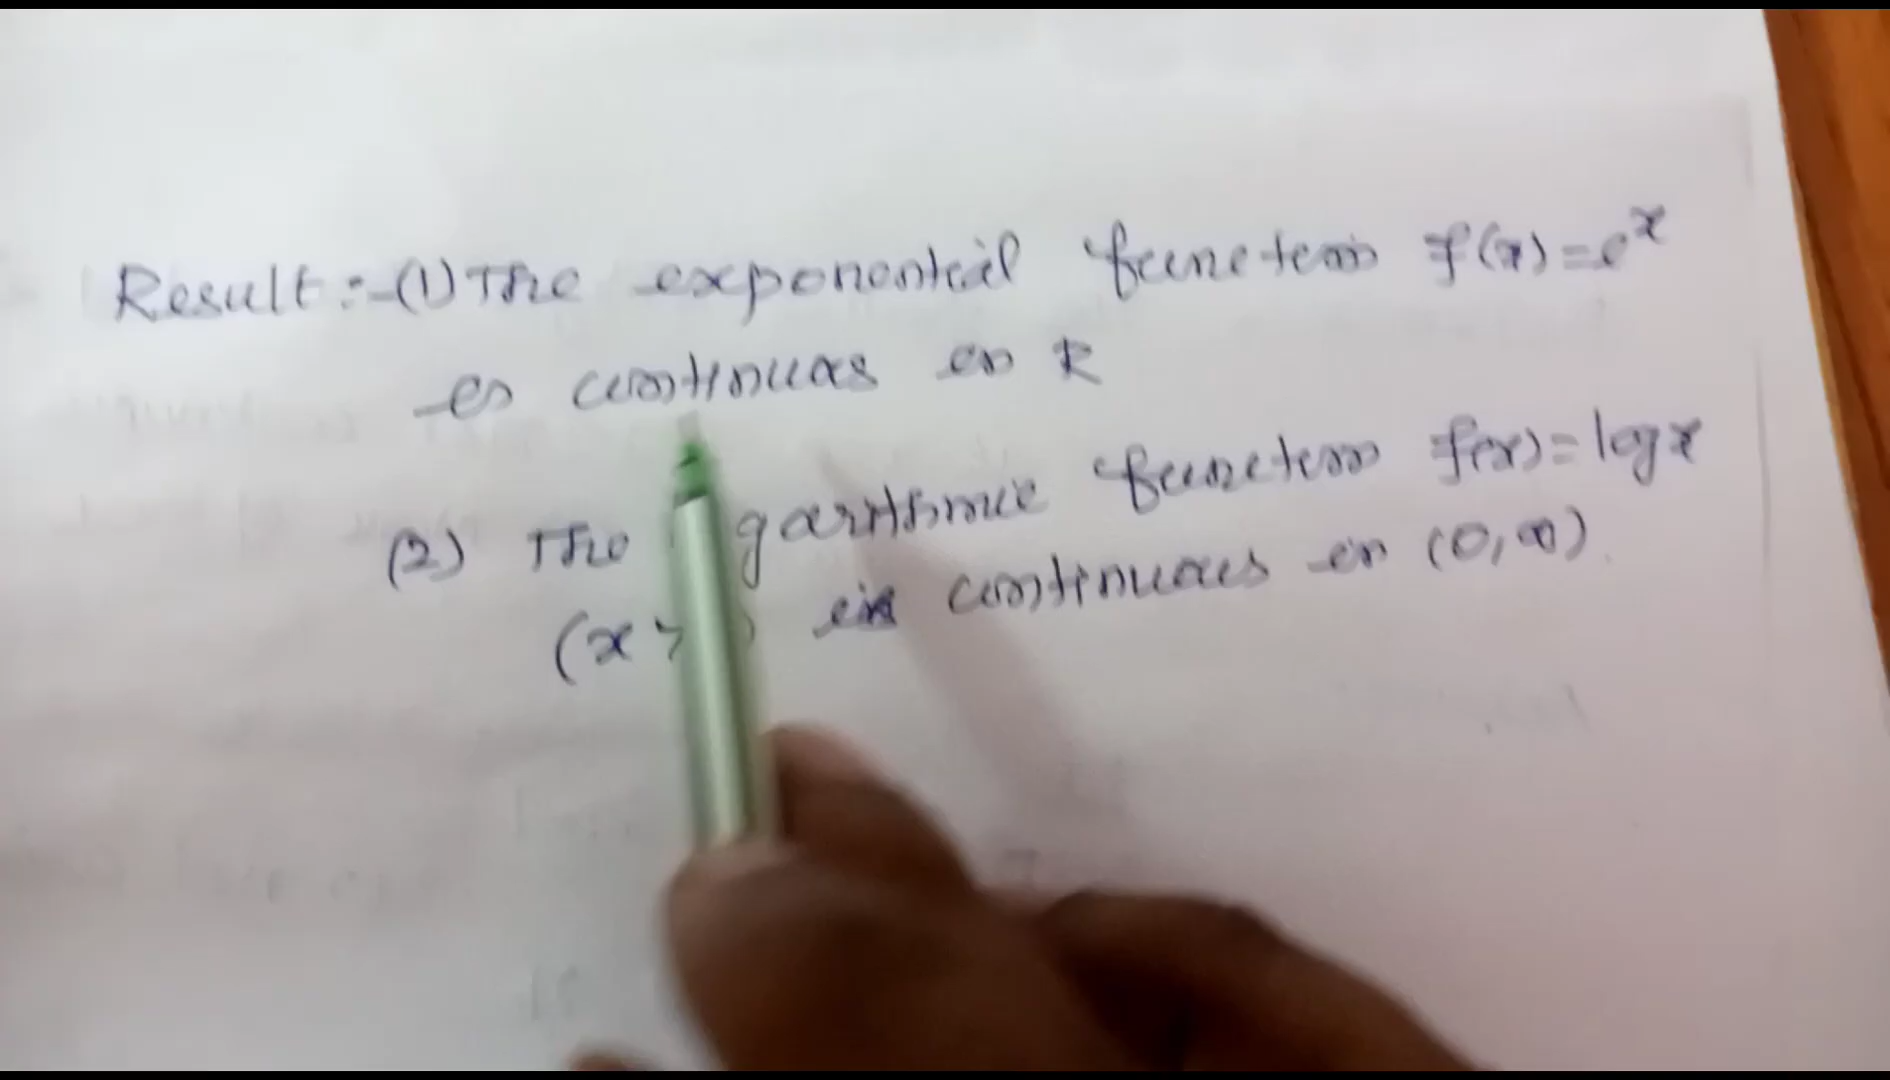 Result :- (1) The exponential function f(x) = e^x
is continuous on R
(2) The garithmic function f(x) = log x
(x > ) is continuous on (0, ∞)